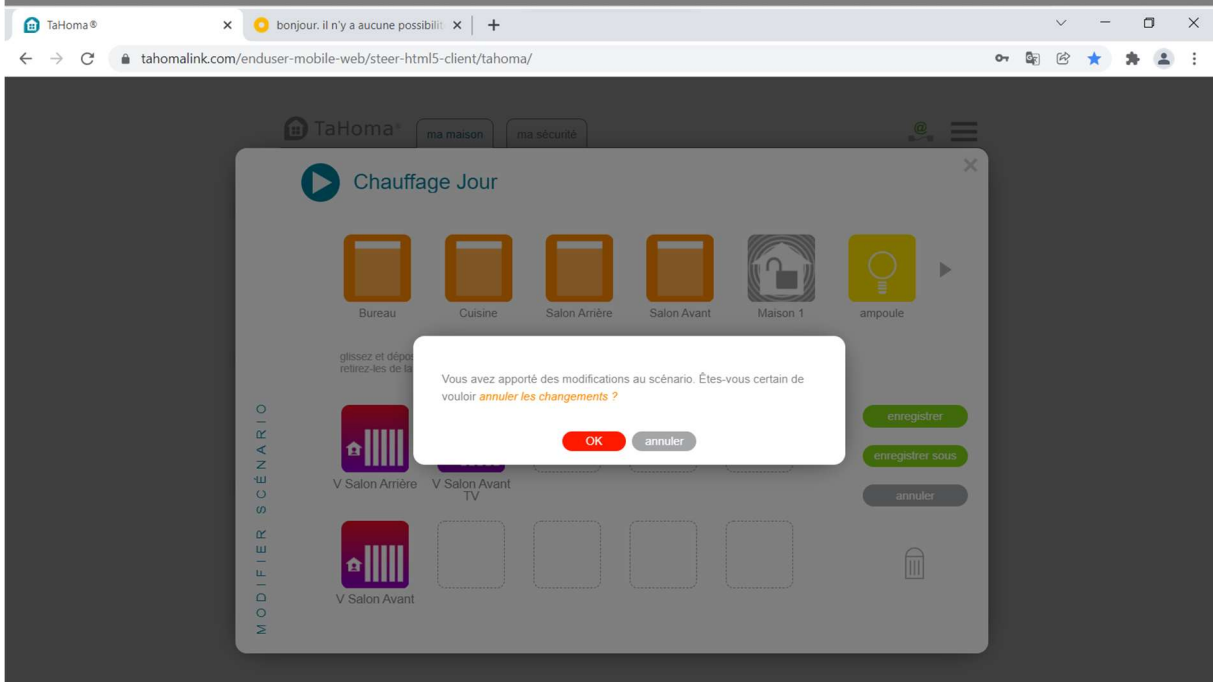 TaHoma®
bonjour. il n'y a aucune possibilit
tahomalink.com/enduser-mobile-web/steer-html5-client/tahoma/
TaHoma®
ma maison
ma sécurité
Chauffage Jour
Bureau
Cuisine
Salon Arrière
Salon Avant
Maison 1
ampoule
glissez et dépos
retirez-les de la
Vous avez apporté des modifications au scénario. Êtes-vous certain de
vouloir annuler les changements ?
OK
annuler
MODIFIER SCÉNARIO
V Salon Arrière
V Salon Avant
TV
enregistrer
enregistrer sous
annuler
V Salon Avant